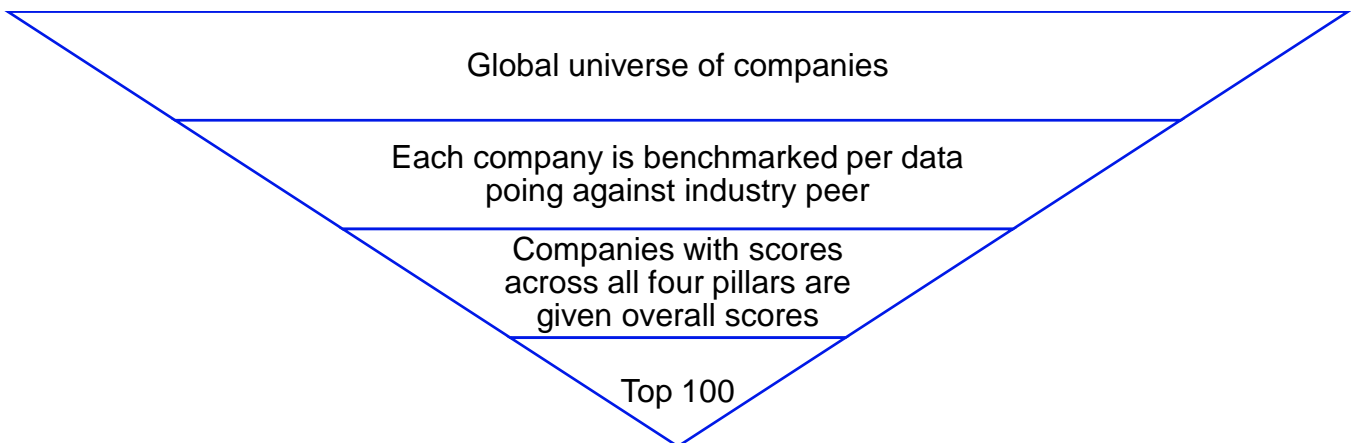 Global universe of companies
Each company is benchmarked per data
poing against industry peer
Companies with scores
across all four pillars are
given overall scores
Top 100